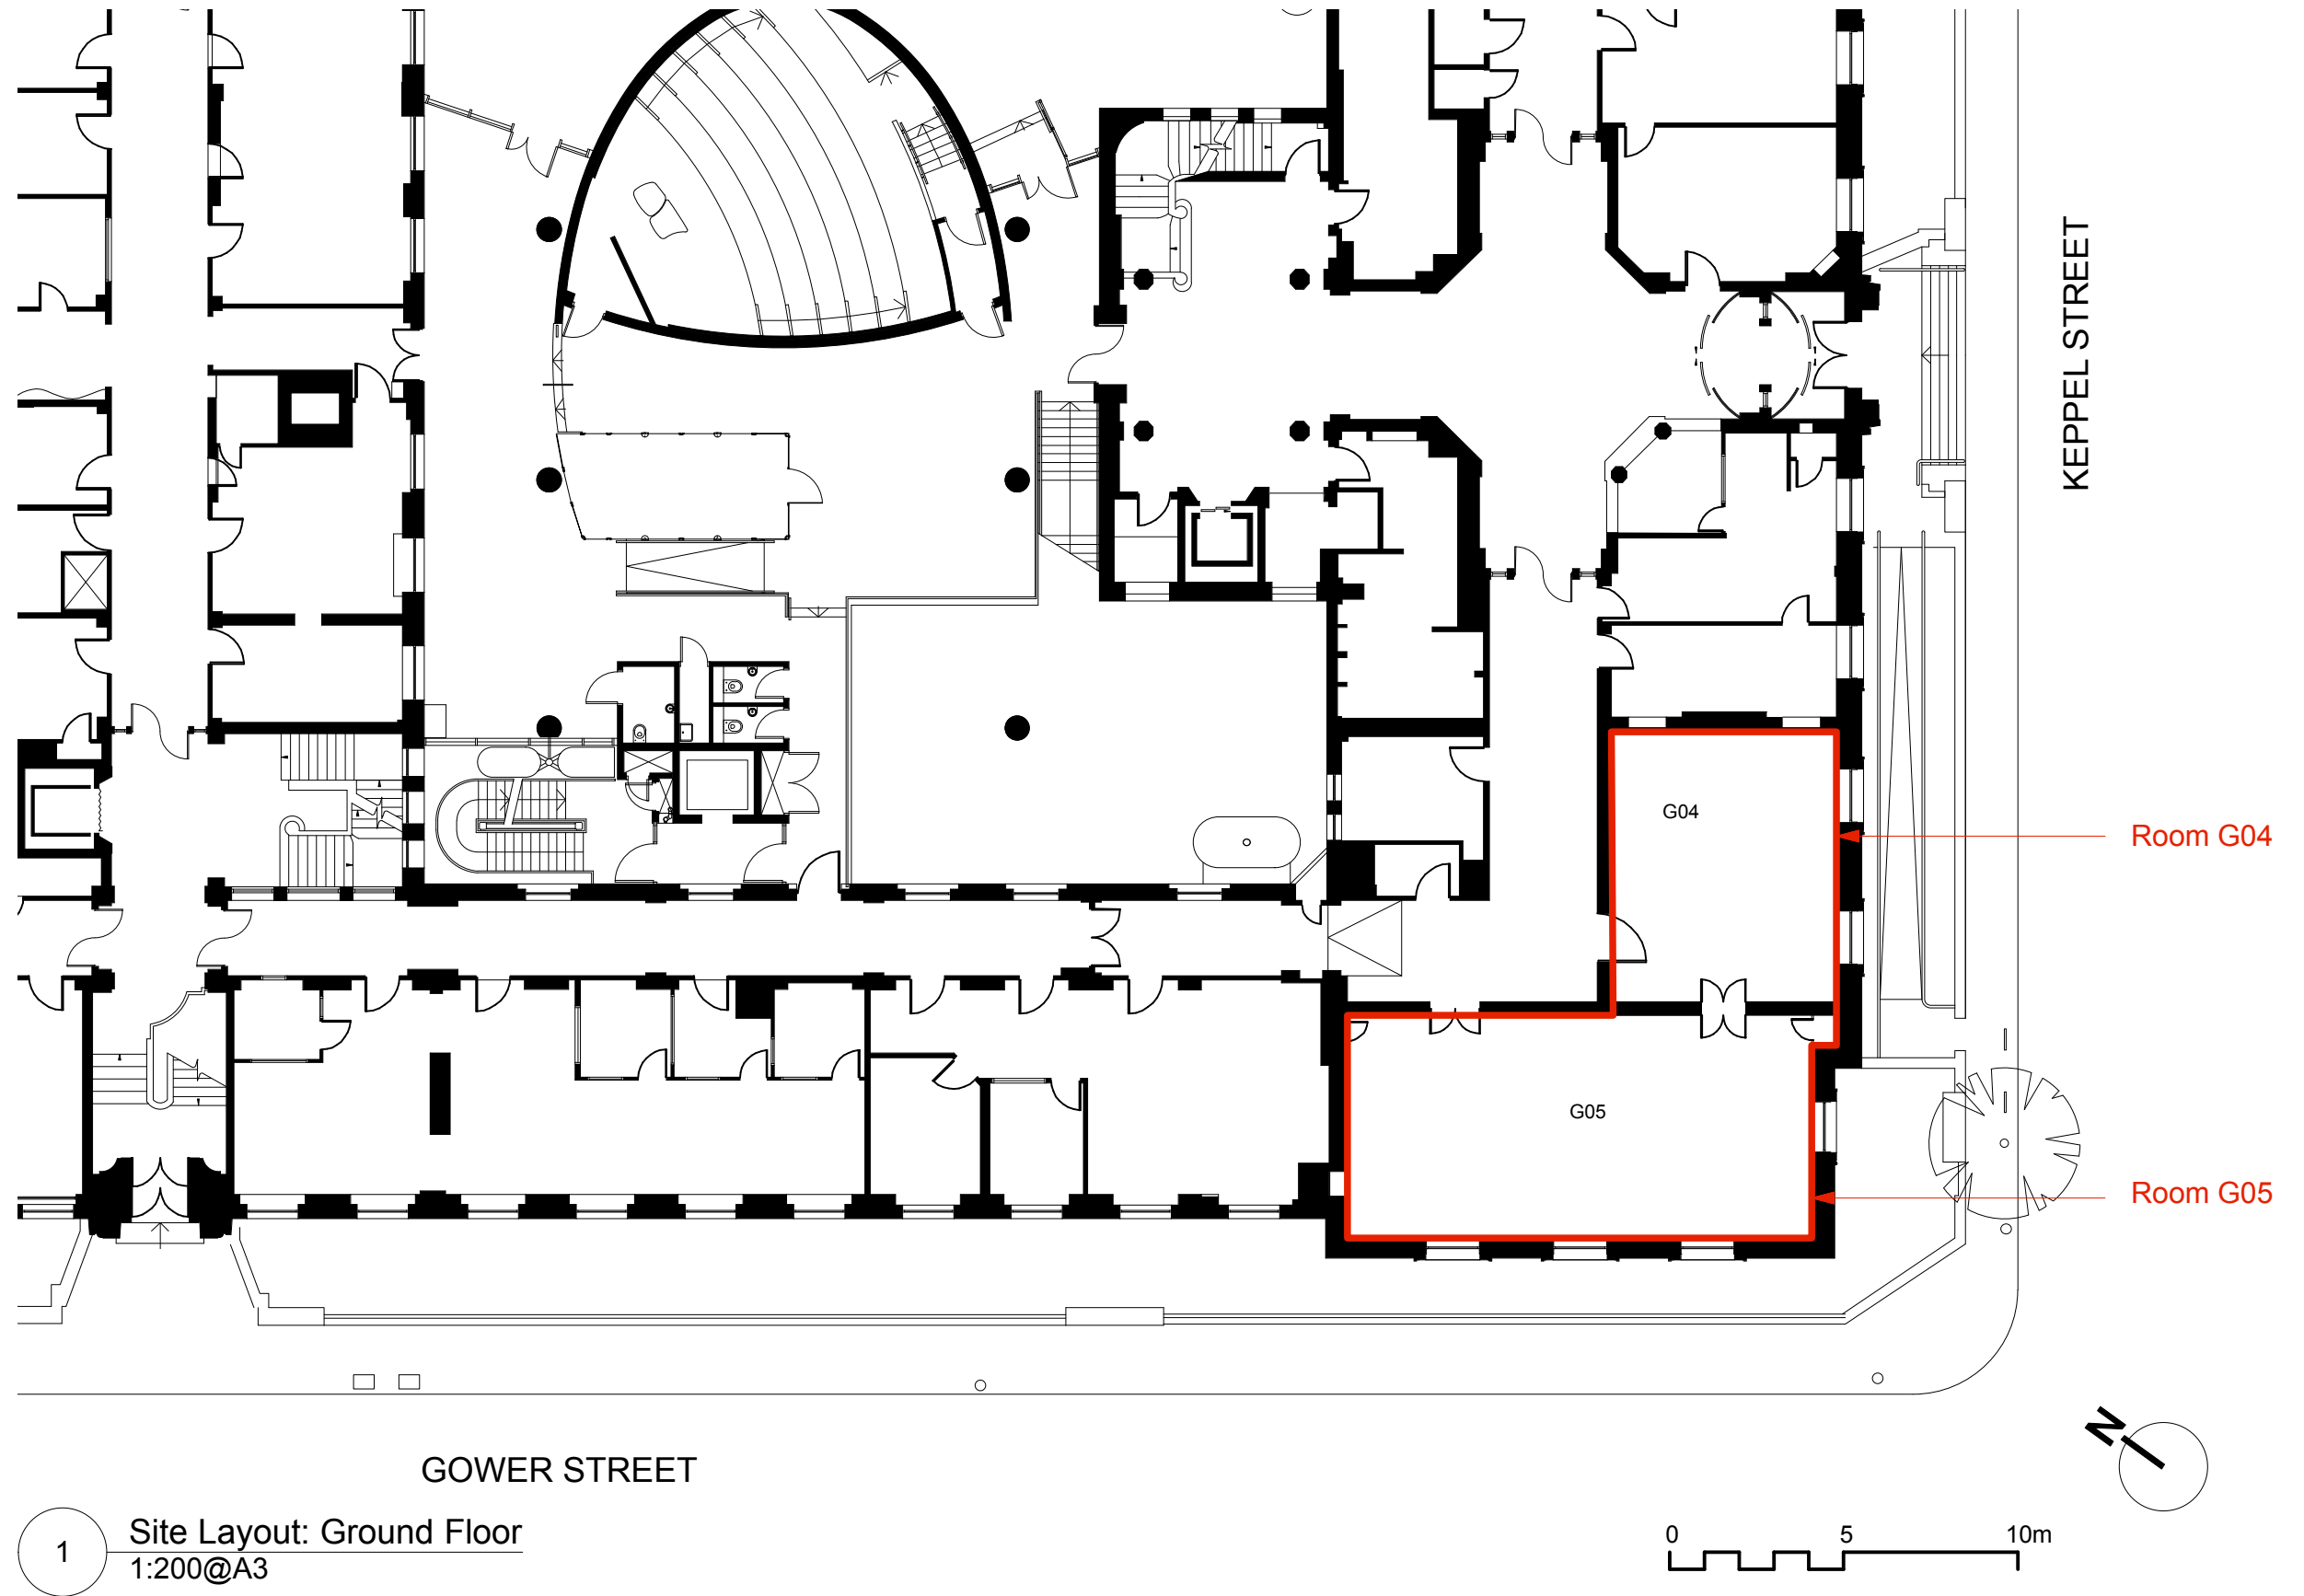 KEPPEL STREET
G04
Room G04
G05
Room G05
N
GOWER STREET
1
Site Layout: Ground Floor
1:200@A3
0 5 10m